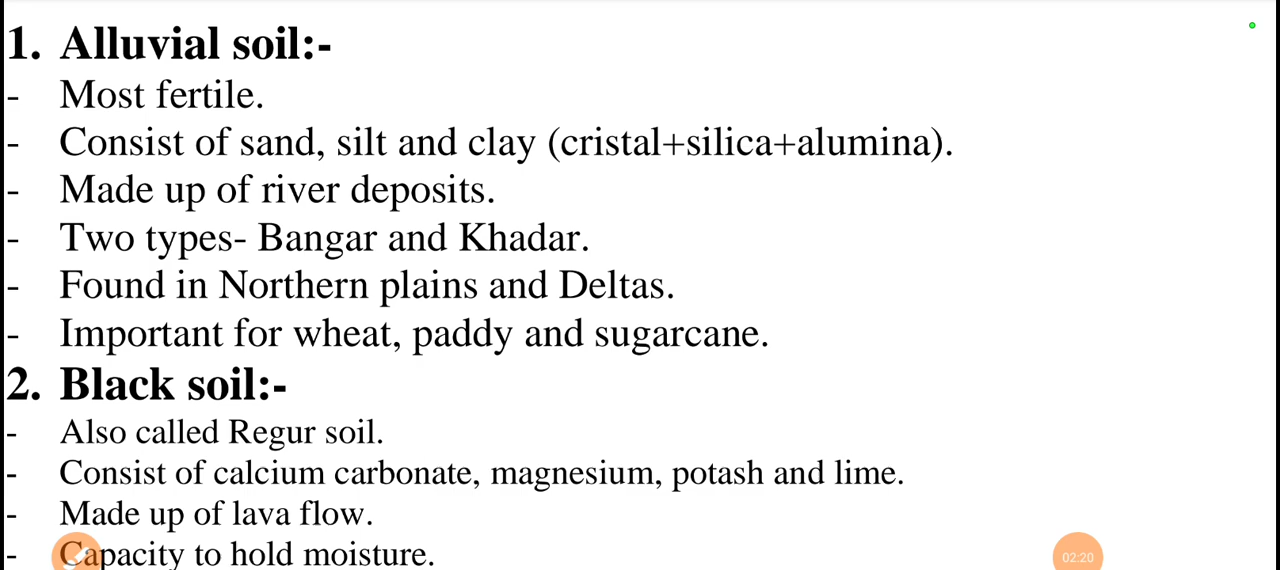 1. Alluvial soil:-
- Most fertile.
- Consist of sand, silt and clay (cristal+silica+alumina).
- Made up of river deposits.
- Two types- Bangar and Khadar.
- Found in Northern plains and Deltas.
- Important for wheat, paddy and sugarcane.
2. Black soil:-
- Also called Regur soil.
- Consist of calcium carbonate, magnesium, potash and lime.
- Made up of lava flow.
- Capacity to hold moisture.
02:20